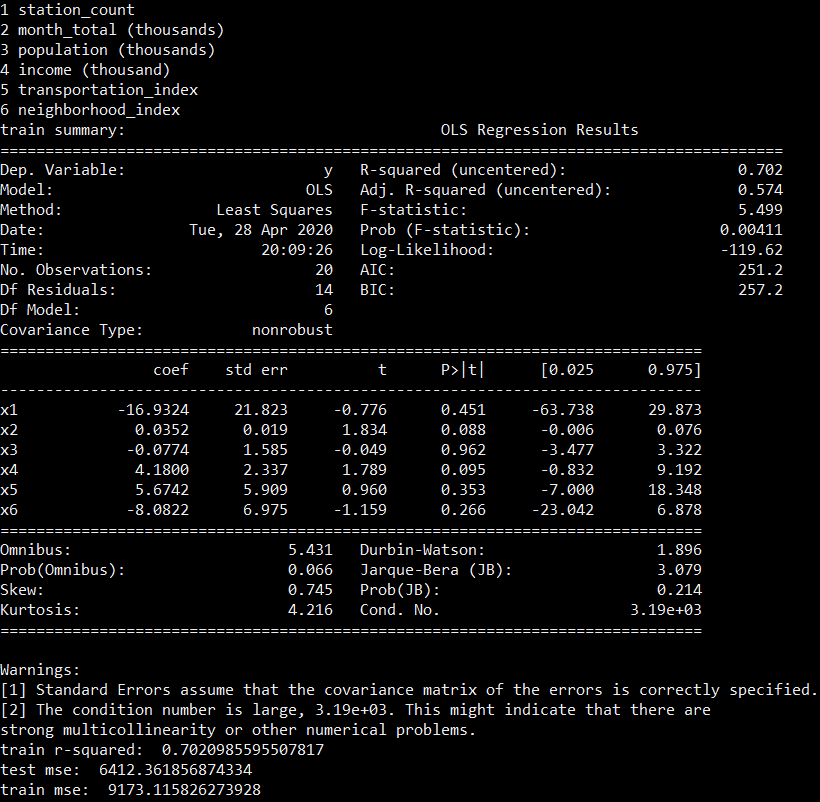 1 station_count
2 month_total (thousands)
3 population (thousands)
4 income (thousand)
5 transportation_index
6 neighborhood_index
train summary:                                   OLS Regression Results
=======================================================================================
Dep. Variable:                      y   R-squared (uncentered):                   0.702
Model:                            OLS   Adj. R-squared (uncentered):              0.574
Method:                 Least Squares   F-statistic:                              5.499
Date:                Tue, 28 Apr 2020   Prob (F-statistic):                     0.00411
Time:                        20:09:26   Log-Likelihood:                         -119.62
No. Observations:                  20   AIC:                                      251.2
Df Residuals:                      14   BIC:                                      257.2
Df Model:                           6
Covariance Type:            nonrobust
==============================================================================
                 coef    std err          t      P>|t|      [0.025      0.975]
------------------------------------------------------------------------------
x1           -16.9324     21.823     -0.776      0.451     -63.738      29.873
x2             0.0352      0.019      1.834      0.088      -0.006       0.076
x3            -0.0774      1.585     -0.049      0.962      -3.477       3.322
x4             4.1800      2.337      1.789      0.095      -0.832       9.192
x5             5.6742      5.909      0.960      0.353      -7.000      18.348
x6            -8.0822      6.975     -1.159      0.266     -23.042       6.878
==============================================================================
Omnibus:                        5.431   Durbin-Watson:                   1.896
Prob(Omnibus):                  0.066   Jarque-Bera (JB):                3.079
Skew:                           0.745   Prob(JB):                        0.214
Kurtosis:                       4.216   Cond. No.                     3.19e+03
==============================================================================
Warnings:
[1] Standard Errors assume that the covariance matrix of the errors is correctly specified.
[2] The condition number is large, 3.19e+03. This might indicate that there are
strong multicollinearity or other numerical problems.
train r-squared:  0.7020985595507817
test mse:  6412.361856874334
train mse:  9173.115826273928